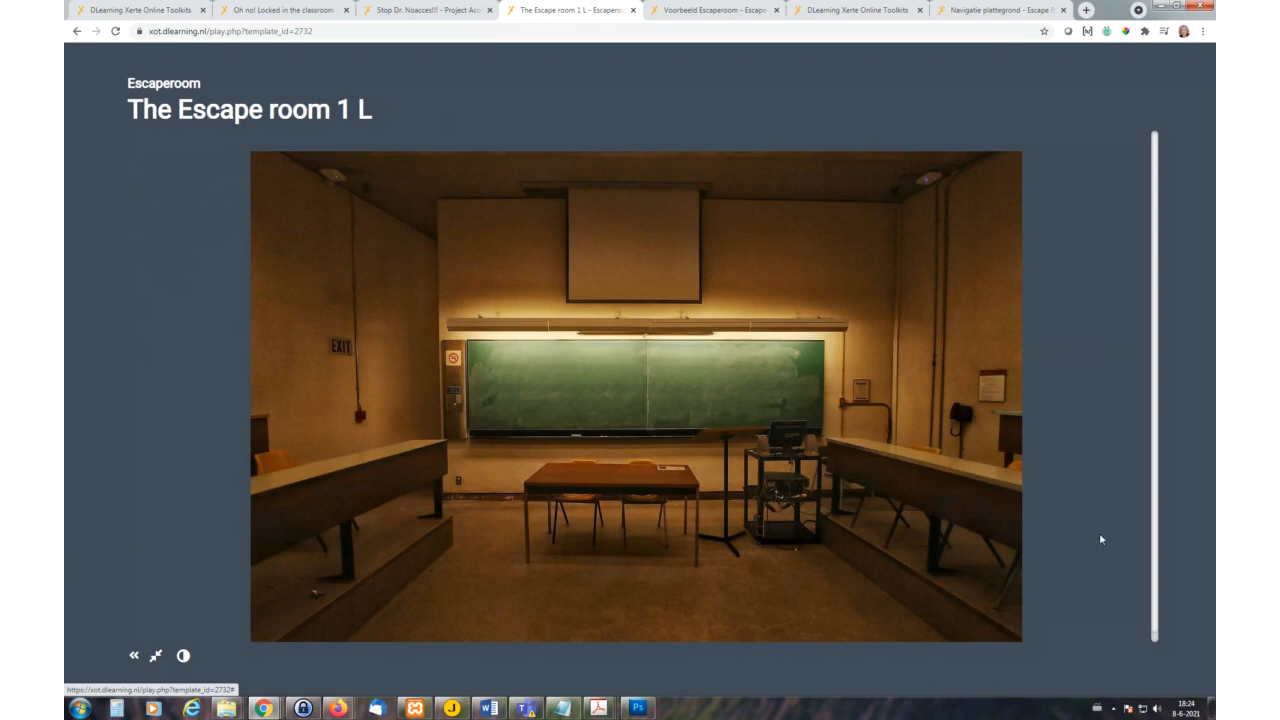 DLearning Xerte Online Toolkits
Oh no! Locked in the classroom
Stop Dr. Noacces!!! - Project Acc
The Escape room 1 L - Escaperoo
Voorbeeld Escaperoom - Escape
DLearning Xerte Online Toolkits
Navigatie plattegrond - Escape R
xot.dlearning.nl/play.php?template_id=2732
Escaperoom
The Escape room 1 L
EXIT
https://xot.dlearning.nl/play.php?template_id=2732#
18:24
8-6-2021